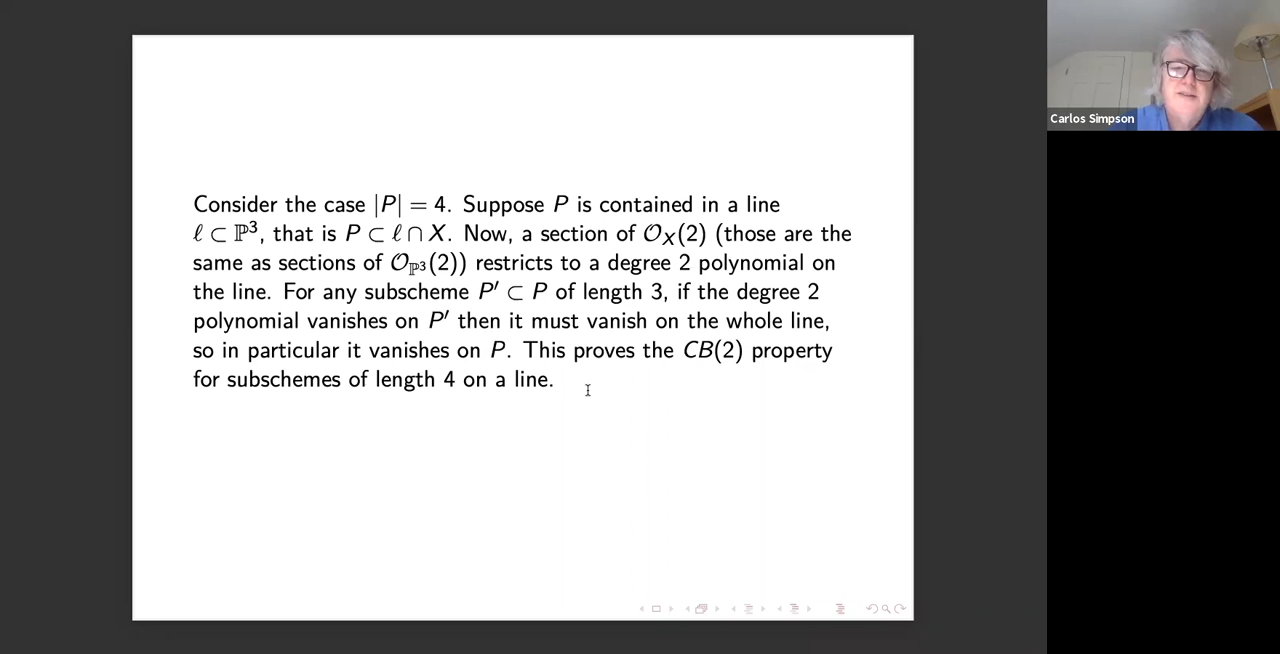 Consider the case |P| = 4. Suppose P is contained in a line
ℓ ⊂ ℙ³, that is P ⊂ ℓ ∩ X. Now, a section of 𝒪_X(2) (those are the
same as sections of 𝒪_ℙ³(2)) restricts to a degree 2 polynomial on
the line. For any subscheme P′ ⊂ P of length 3, if the degree 2
polynomial vanishes on P′ then it must vanish on the whole line,
so in particular it vanishes on P. This proves the CB(2) property
for subschemes of length 4 on a line.
Carlos Simpson